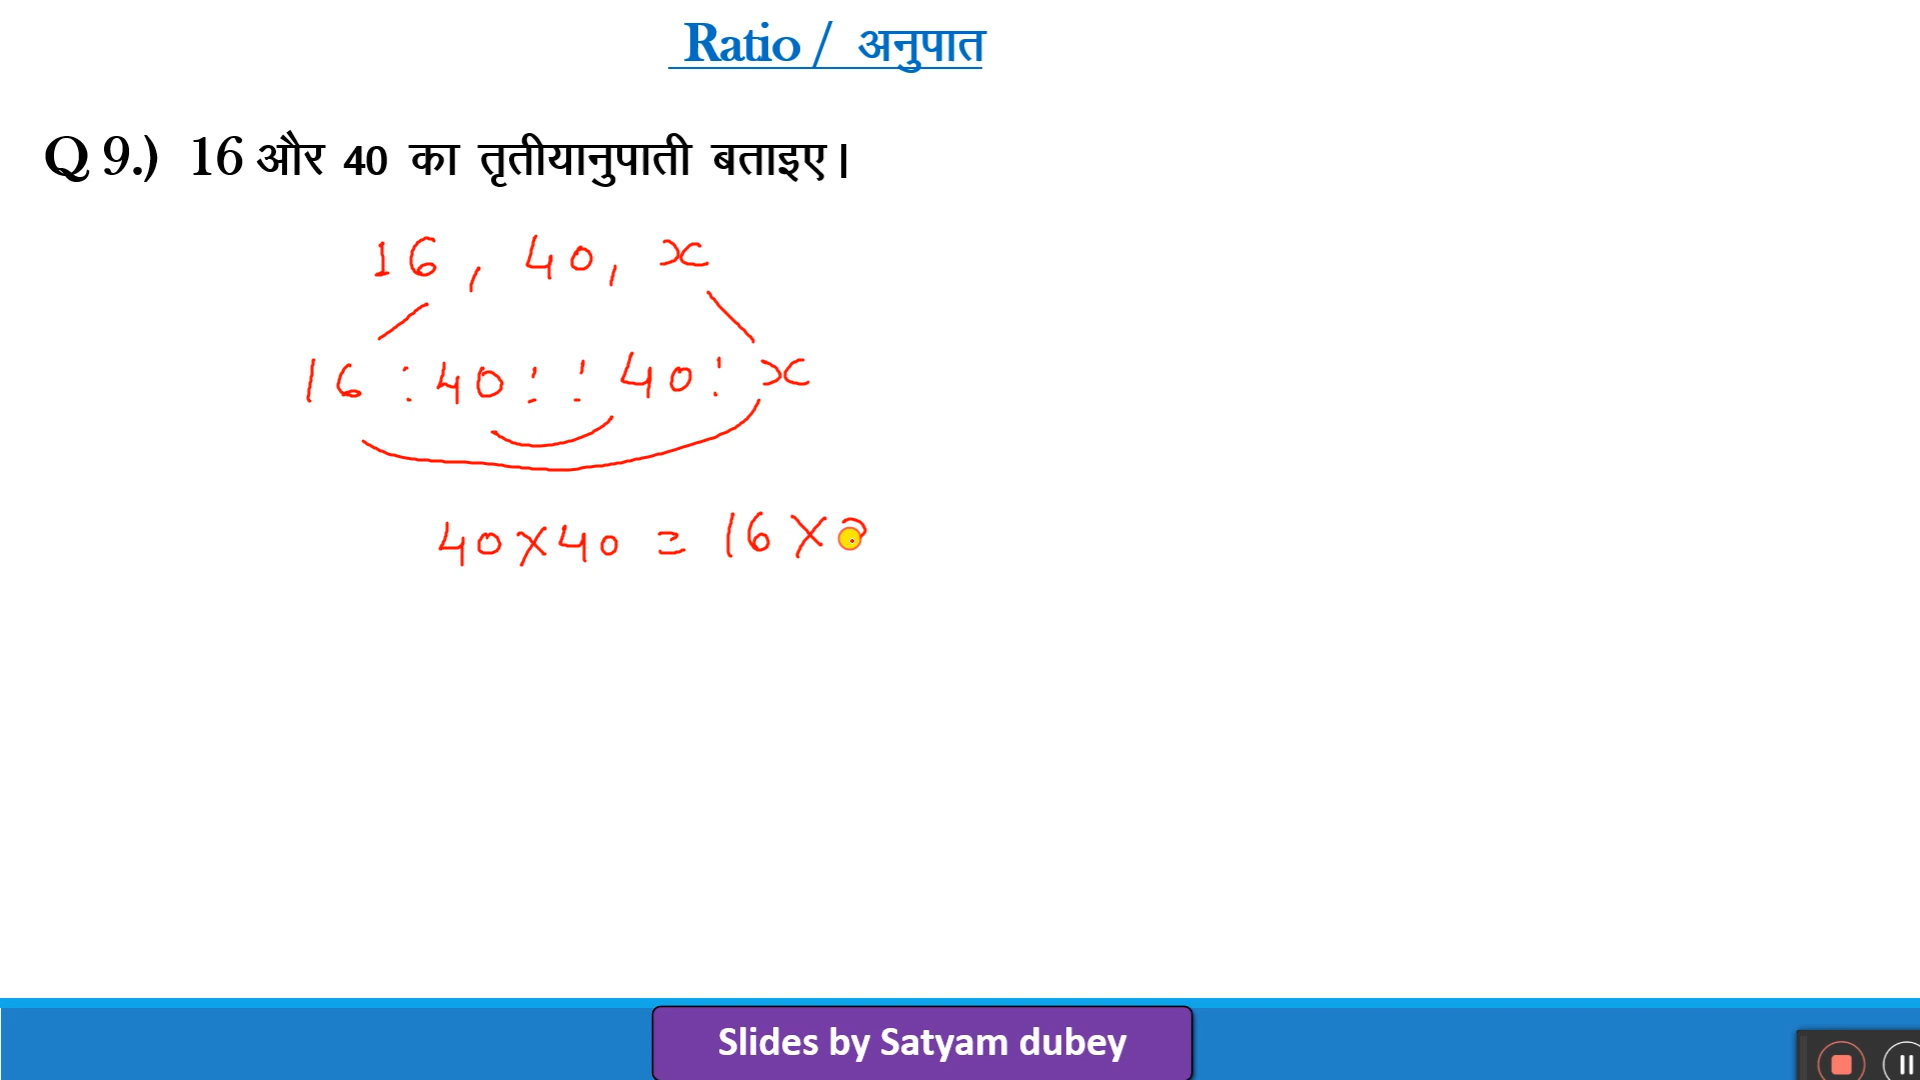 Ratio / अनुपात
Q 9.) 16 और 40 का तृतीयानुपाती बताइए।
16 , 40 , x
16 : 40 : : 40 : x
40 × 40 = 16 ×
Slides by Satyam dubey